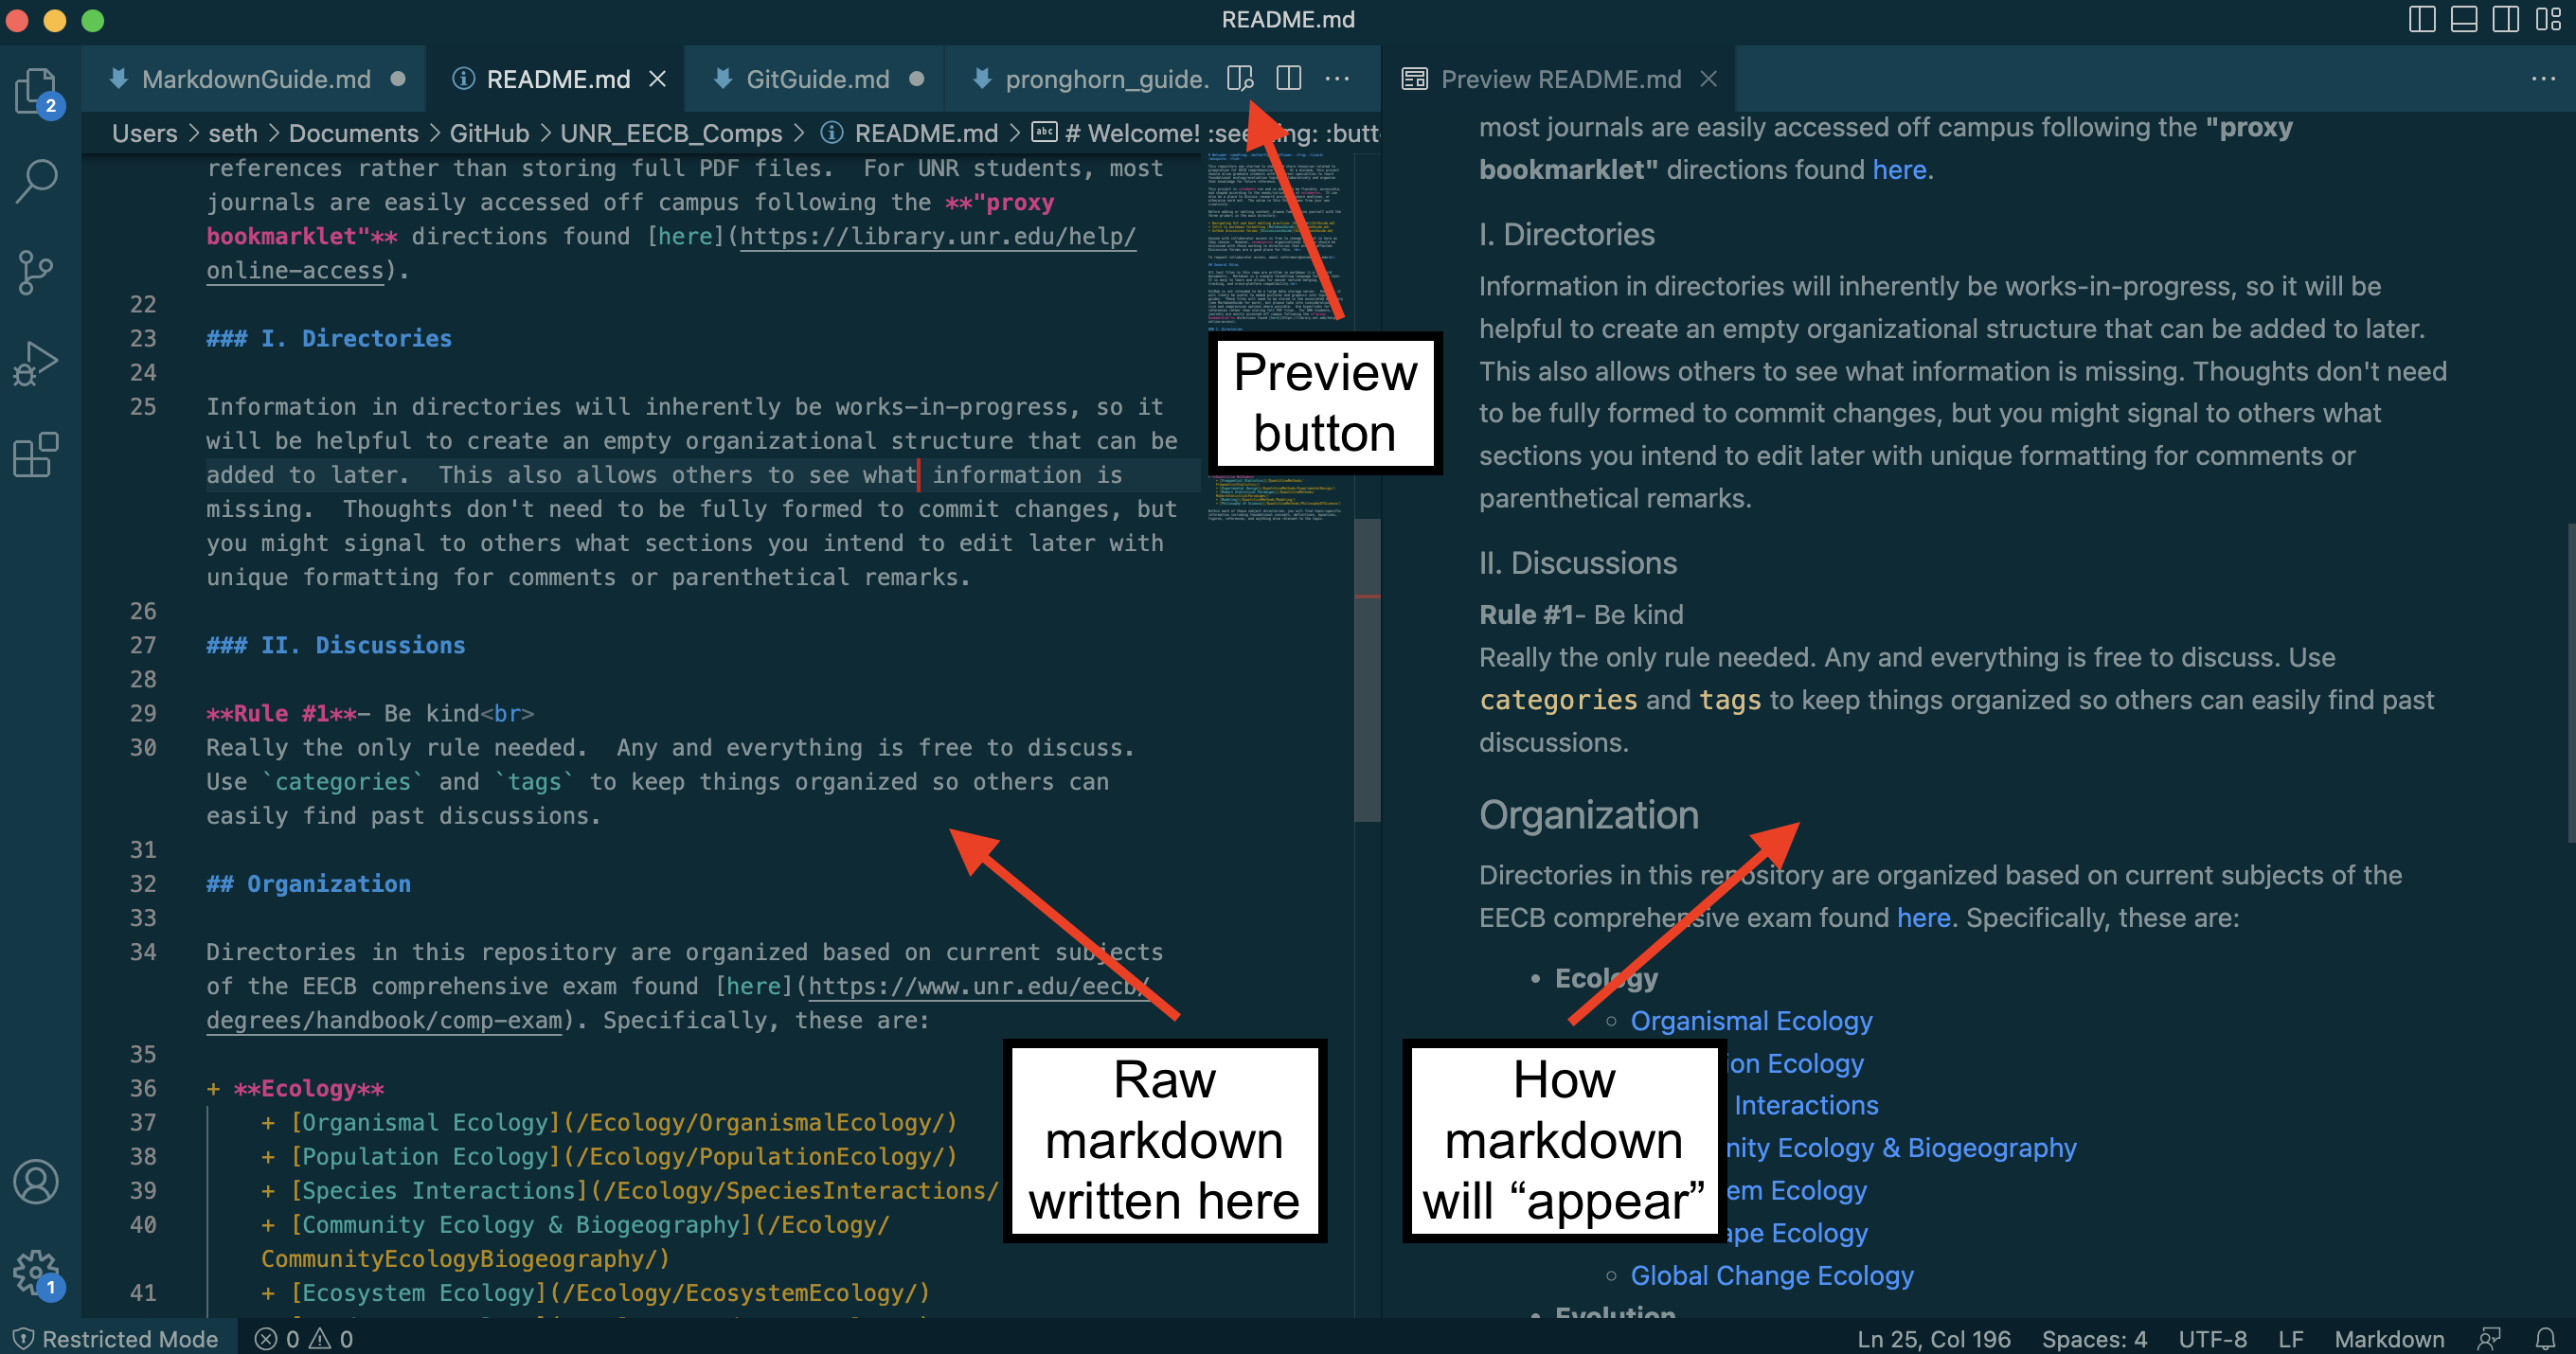 README.md
MarkdownGuide.md
README.md
GitGuide.md
pronghorn_guide.
Preview README.md
Users > seth > Documents > GitHub > UNR_EECB_Comps > README.md > # Welcome! :see ing: :butt
references rather than storing full PDF files.  For UNR students, most
journals are easily accessed off campus following the **"proxy
bookmarklet"** directions found [here](https://library.unr.edu/help/
online-access).
22
23 ### I. Directories
24
25 Information in directories will inherently be works-in-progress, so it
will be helpful to create an empty organizational structure that can be
added to later.  This also allows others to see what information is
missing.  Thoughts don't need to be fully formed to commit changes, but
you might signal to others what sections you intend to edit later with
unique formatting for comments or parenthetical remarks.
26
27 ### II. Discussions
28
29 **Rule #1**- Be kind<br>
30 Really the only rule needed.  Any and everything is free to discuss.
Use `categories` and `tags` to keep things organized so others can
easily find past discussions.
31
32 ## Organization
33
34 Directories in this repository are organized based on current subjects
of the EECB comprehensive exam found [here](https://www.unr.edu/eecb/
degrees/handbook/comp-exam). Specifically, these are:
35
36 + **Ecology**
37 + [Organismal Ecology](/Ecology/OrganismalEcology/)
38 + [Population Ecology](/Ecology/PopulationEcology/)
39 + [Species Interactions](/Ecology/SpeciesInteractions/
40 + [Community Ecology & Biogeography](/Ecology/
CommunityEcologyBiogeography/)
41 + [Ecosystem Ecology](/Ecology/EcosystemEcology/)
Preview
button
Raw
markdown
written here
most journals are easily accessed off campus following the "proxy
bookmarklet" directions found here.
I. Directories
Information in directories will inherently be works-in-progress, so it will be
helpful to create an empty organizational structure that can be added to later.
This also allows others to see what information is missing. Thoughts don't need
to be fully formed to commit changes, but you might signal to others what
sections you intend to edit later with unique formatting for comments or
parenthetical remarks.
II. Discussions
Rule #1- Be kind
Really the only rule needed. Any and everything is free to discuss. Use
categories and tags to keep things organized so others can easily find past
discussions.
Organization
Directories in this repository are organized based on current subjects of the
EECB comprehensive exam found here. Specifically, these are:
• Ecology
Organismal Ecology
ion Ecology
Interactions
nity Ecology & Biogeography
em Ecology
ape Ecology
Global Change Ecology
Evolution
How
markdown
will “appear”
2
1
Restricted Mode
0 0
Ln 25, Col 196
Spaces: 4
UTF-8
LF
Markdown